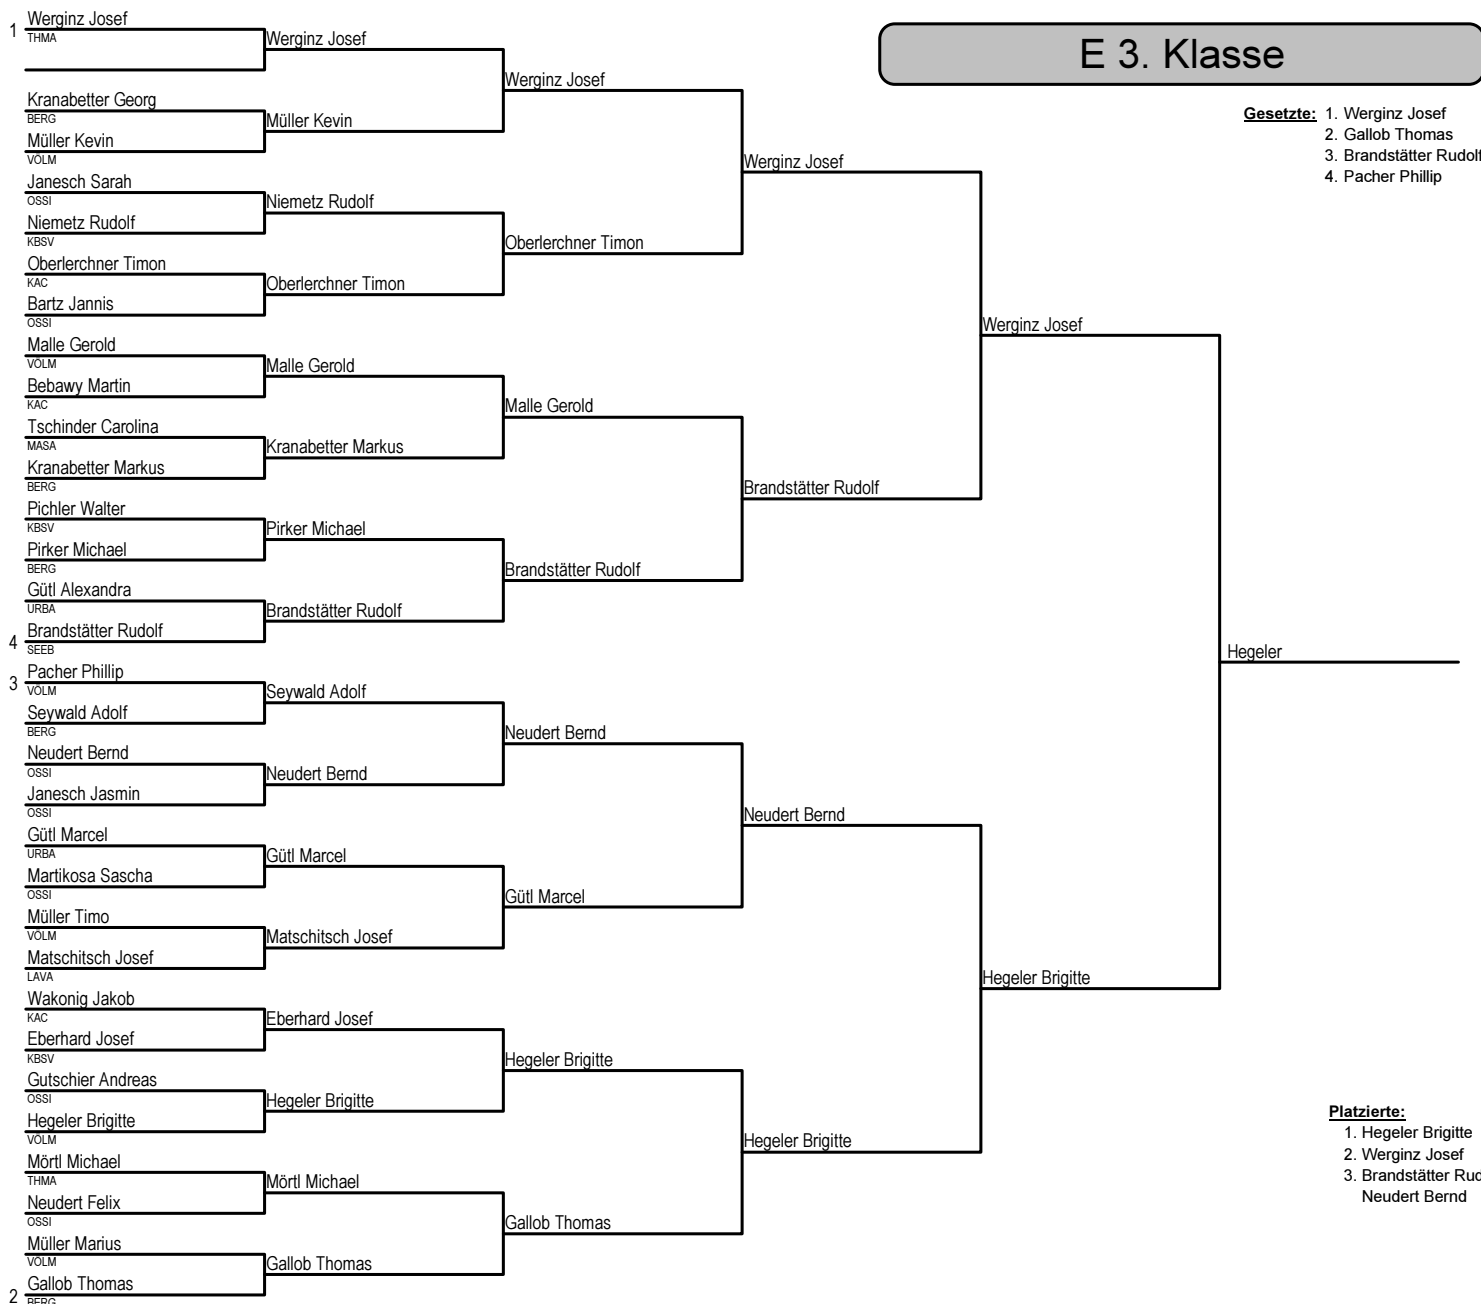 E 3. Klasse
Gesetzte: 1. Werginz Josef
2. Gallob Thomas
3. Brandstätter Rudolf
4. Pacher Phillip
1 Werginz Josef
THMA
Kranabetter Georg
BERG
Müller Kevin
VÖLM
Janesch Sarah
OSSI
Niemetz Rudolf
KBSV
Oberlerchner Timon
KAC
Bartz Jannis
OSSI
Malle Gerold
VÖLM
Bebawy Martin
KAC
Tschinder Carolina
MASA
Kranabetter Markus
BERG
Pichler Walter
KBSV
Pirker Michael
BERG
Gütl Alexandra
URBA
4 Brandstätter Rudolf
SEEB
3 Pacher Phillip
VÖLM
Seywald Adolf
BERG
Neudert Bernd
OSSI
Janesch Jasmin
OSSI
Gütl Marcel
URBA
Martikosa Sascha
OSSI
Müller Timo
VÖLM
Matschitsch Josef
LAVA
Wakonig Jakob
KAC
Eberhard Josef
KBSV
Gutschier Andreas
OSSI
Hegeler Brigitte
VÖLM
Mörtl Michael
THMA
Neudert Felix
OSSI
Müller Marius
VÖLM
2 Gallob Thomas
BERG
Werginz Josef
Müller Kevin
Niemetz Rudolf
Oberlerchner Timon
Malle Gerold
Kranabetter Markus
Pirker Michael
Brandstätter Rudolf
Seywald Adolf
Neudert Bernd
Gütl Marcel
Matschitsch Josef
Eberhard Josef
Hegeler Brigitte
Mörtl Michael
Gallob Thomas
Werginz Josef
Oberlerchner Timon
Malle Gerold
Brandstätter Rudolf
Neudert Bernd
Gütl Marcel
Hegeler Brigitte
Gallob Thomas
Werginz Josef
Brandstätter Rudolf
Neudert Bernd
Hegeler Brigitte
Werginz Josef
Hegeler Brigitte
Hegeler
Platzierte:
1. Hegeler Brigitte
2. Werginz Josef
3. Brandstätter Rud
Neudert Bernd